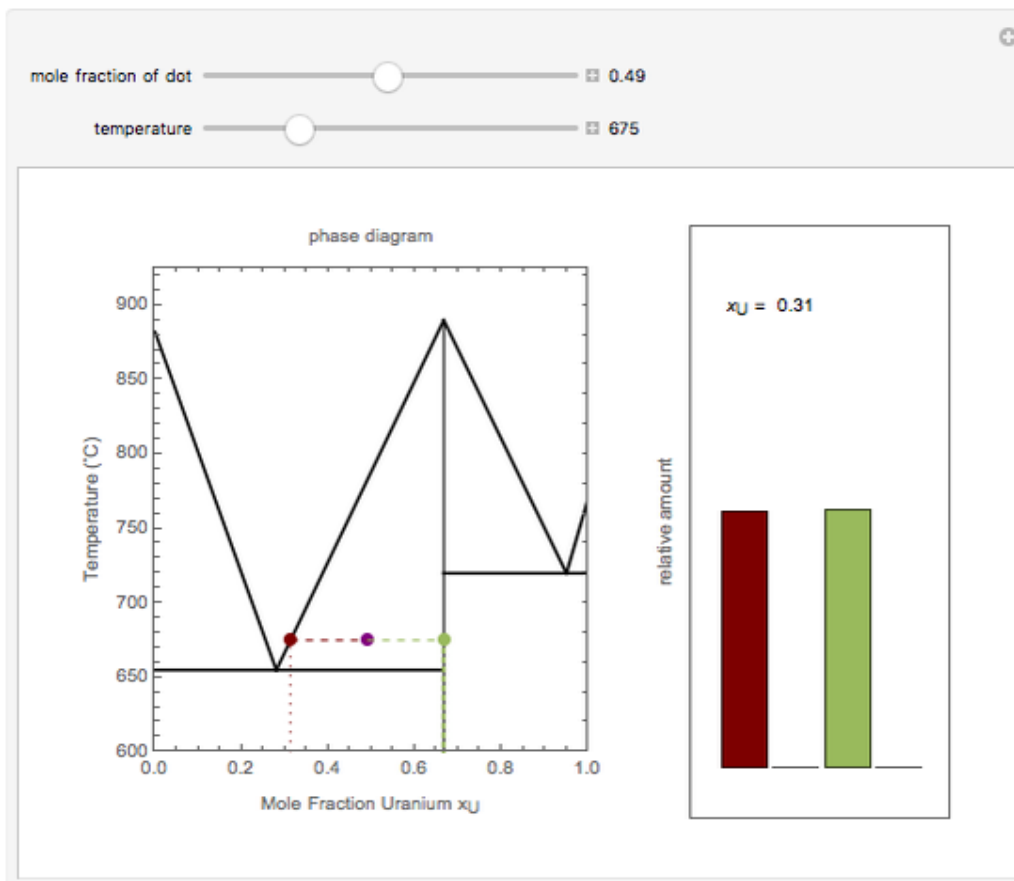 mole fraction of dot 0.49
temperature 675
phase diagram
xU = 0.31
900
850
800
750
700
650
600
Temperature (°C)
0.0 0.2 0.4 0.6 0.8 1.0
Mole Fraction Uranium xU
relative amount